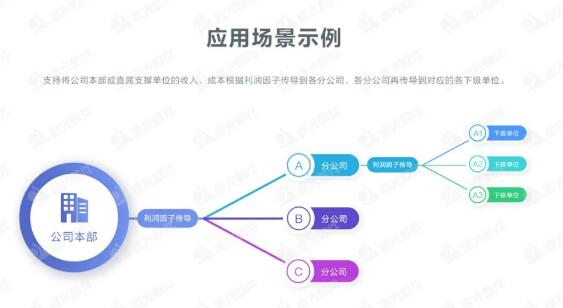 应用场景示例
支持将公司本部或直属支撑单位的收入、成本根据利润因子传导到各分公司，各分公司再传导到对应的各下级单位。
公司本部
利润因子传导
A 分公司
利润因子传导
A1 下级单位
A2 下级单位
A3 下级单位
B 分公司
C 分公司